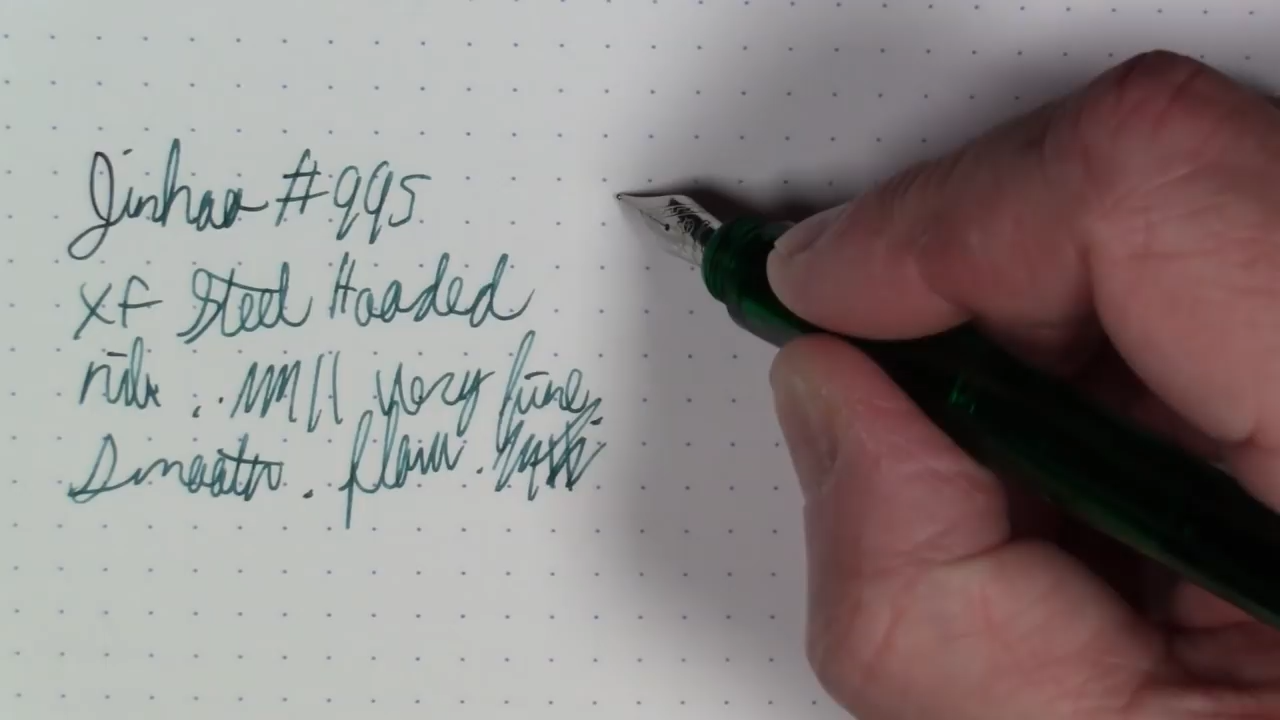 Jinhao #995
XF Steel Hooded
nib .. very fine,
Smooth . flow.